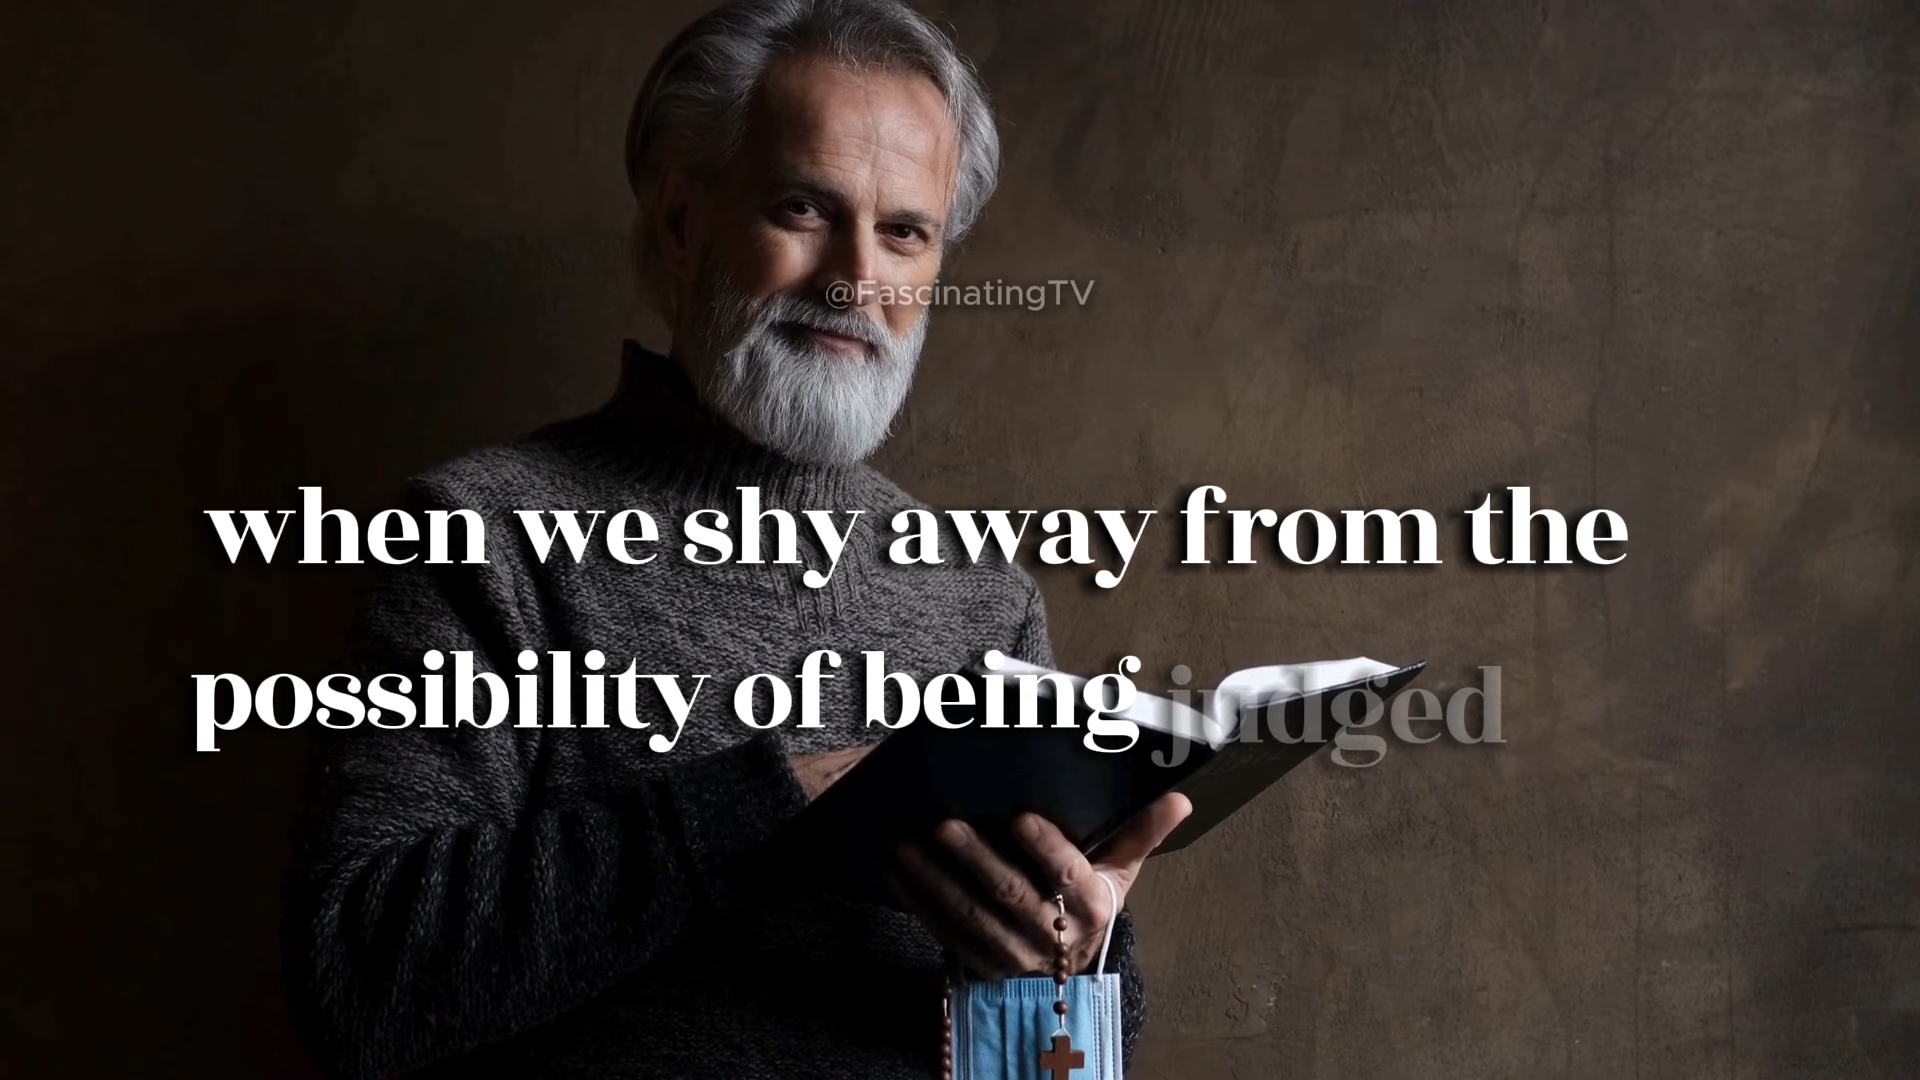 @FascinatingTV
when we shy away from the
possibility of being judged